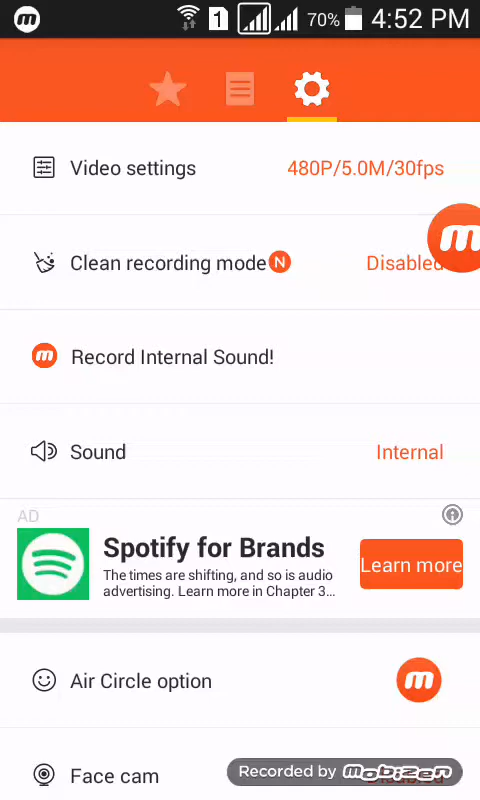 m 1 70% 4:52 PM
Video settings 480P/5.0M/30fps
Clean recording mode N Disabled
m
m Record Internal Sound!
Sound Internal
AD
Spotify for Brands
The times are shifting, and so is audio
advertising. Learn more in Chapter 3...
Learn more
Air Circle option m
Face cam
Recorded by mobizen